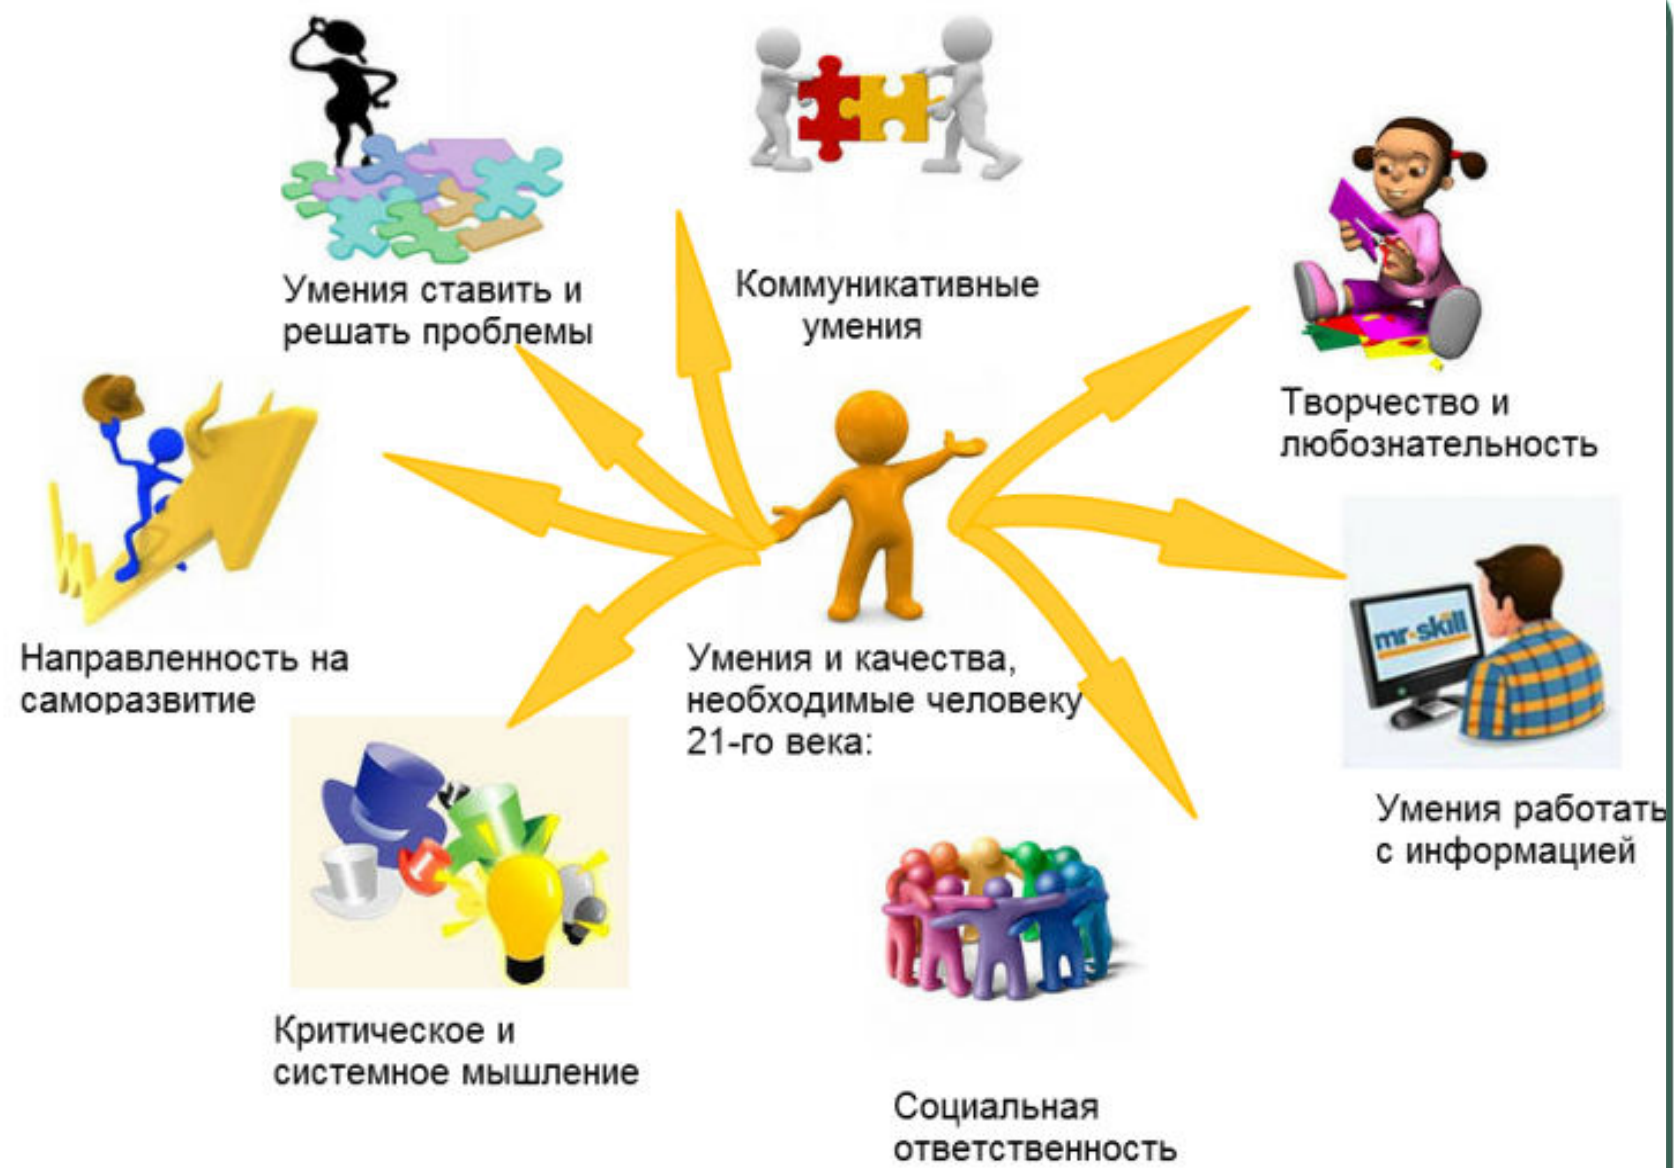 Умения ставить и
решать проблемы
Коммуникативные
умения
Творчество и
любознательность
Направленность на
саморазвитие
Умения и качества,
необходимые человеку
21-го века:
mr-skill
Умения работать
с информацией
Критическое и
системное мышление
Социальная
ответственность